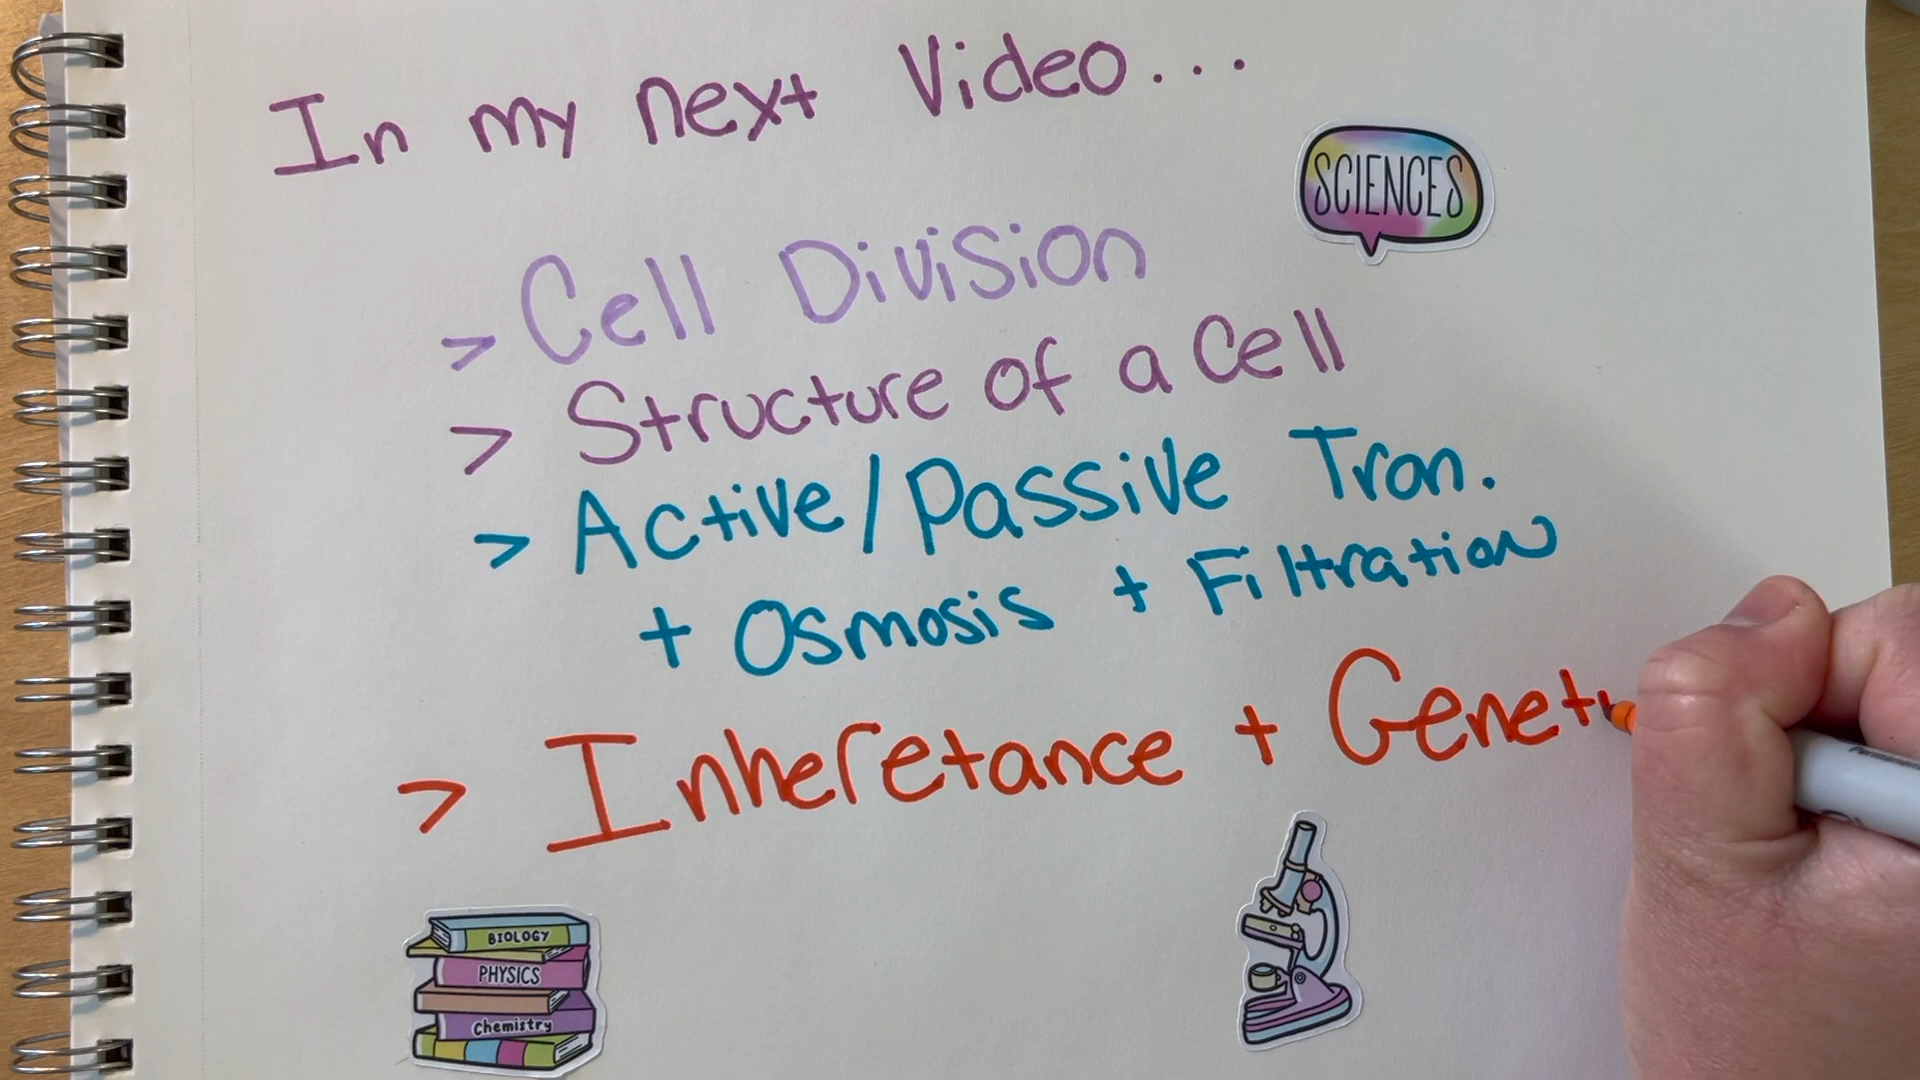 In my next Video...
SCIENCES
> Cell Division
> Structure of a Cell
> Active/Passive Tran.
+ Osmosis + Filtration
> Inheretance + Geneti
BIOLOGY
PHYSICS
Chemistry